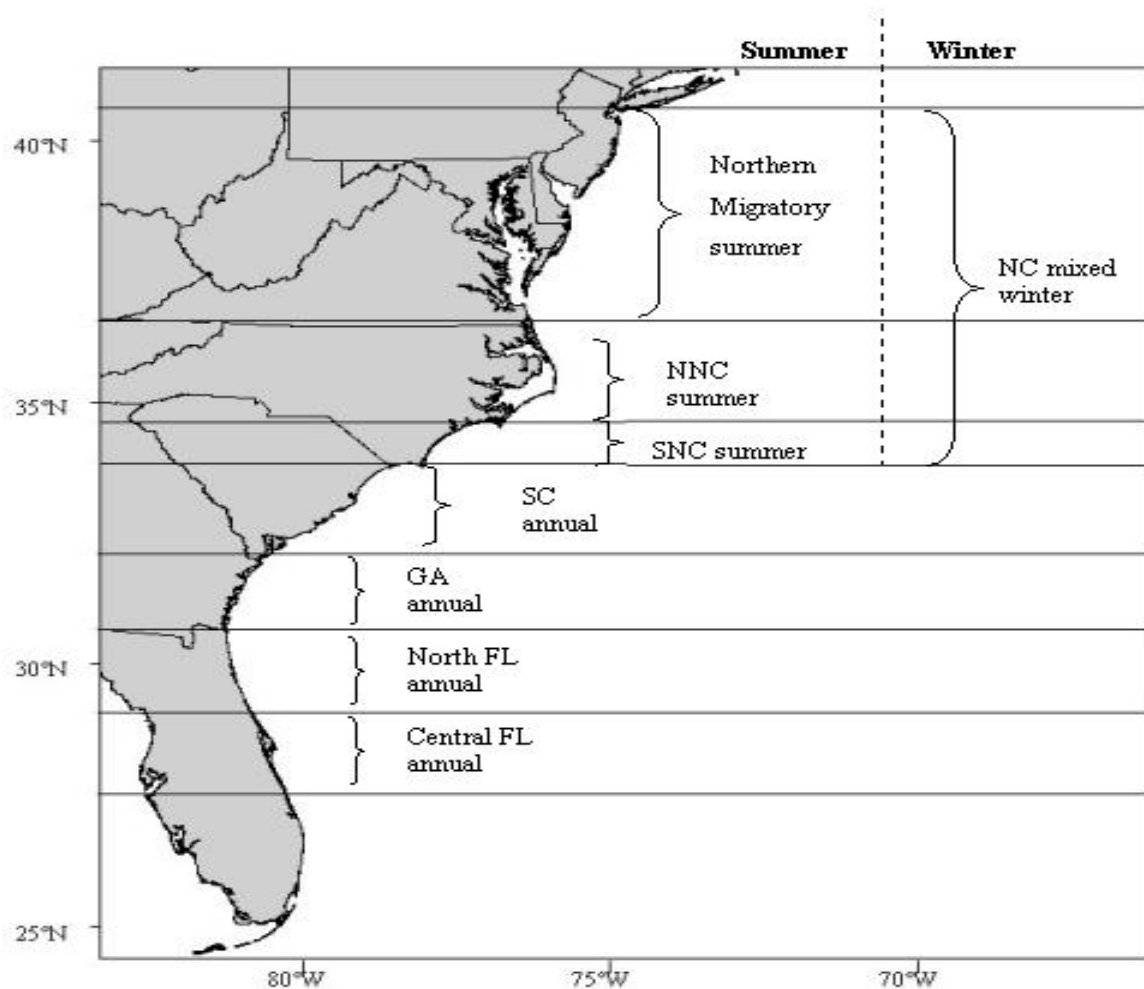 Summer Winter
40°N
Northern
Migratory
summer
NC mixed
winter
NNC
summer
35°N
SNC summer
SC
annual
GA
annual
North FL
annual
30°N
Central FL
annual
25°N
80°W 75°W 70°W